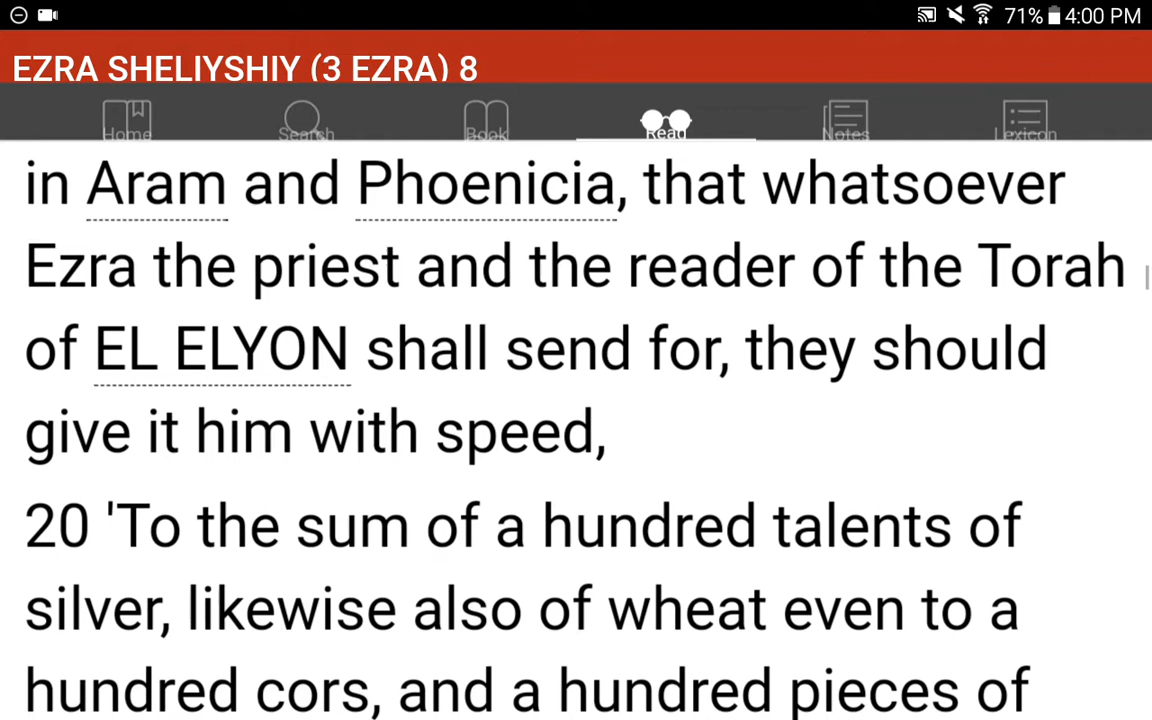 71% 4:00 PM
EZRA SHELIYSHIY (3 EZRA) 8
Home Search Book Read Notes Lexicon
in Aram and Phoenicia, that whatsoever
Ezra the priest and the reader of the Torah
of EL ELYON shall send for, they should
give it him with speed,
20 'To the sum of a hundred talents of
silver, likewise also of wheat even to a
hundred cors, and a hundred pieces of